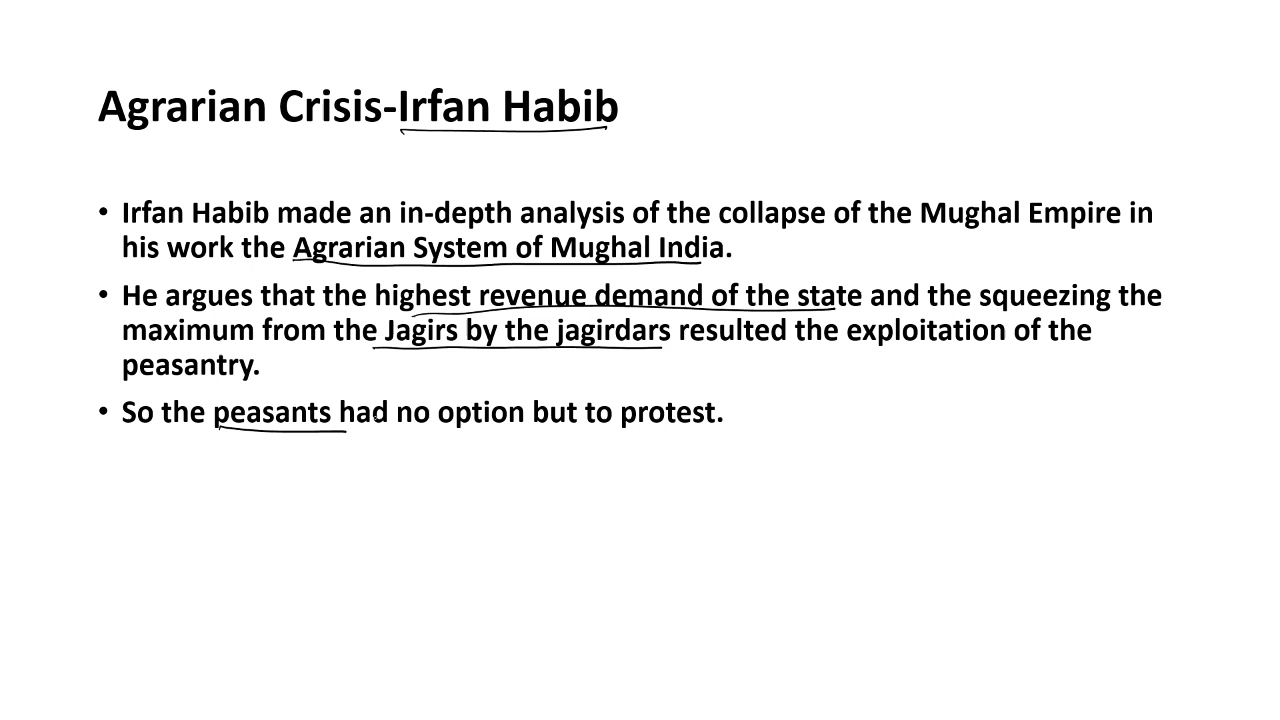 Agrarian Crisis-Irfan Habib
• Irfan Habib made an in-depth analysis of the collapse of the Mughal Empire in
his work the Agrarian System of Mughal India.
• He argues that the highest revenue demand of the state and the squeezing the
maximum from the Jagirs by the jagirdars resulted the exploitation of the
peasantry.
• So the peasants had no option but to protest.